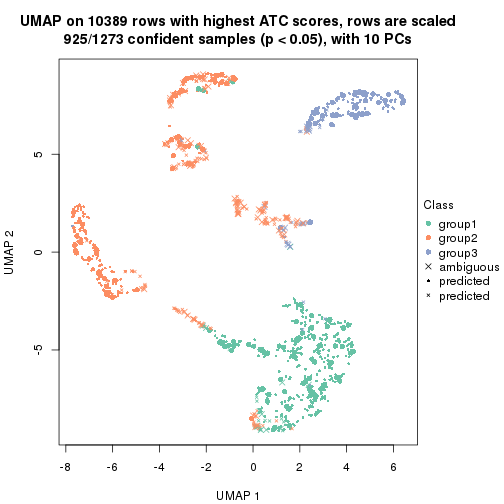 UMAP on 10389 rows with highest ATC scores, rows are scaled
925/1273 confident samples (p < 0.05), with 10 PCs
5
0
-5
UMAP 2
-8 -6 -4 -2 0 2 4 6
UMAP 1
Class
group1
group2
group3
ambiguous
predicted
predicted